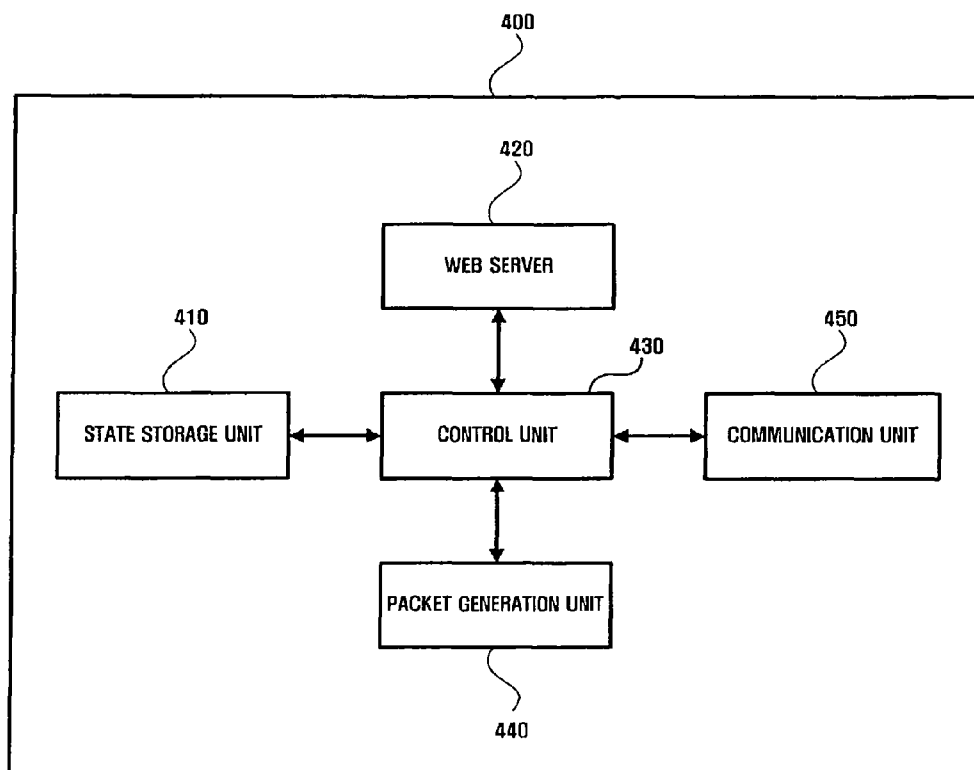 400
420
WEB SERVER
410
430
450
STATE STORAGE UNIT
CONTROL UNIT
COMMUNICATION UNIT
PACKET GENERATION UNIT
440